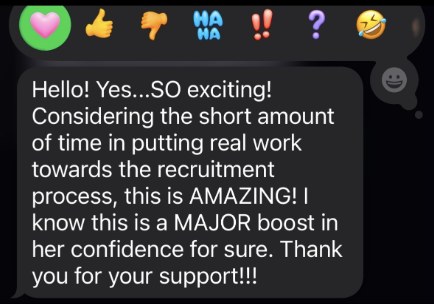 HA
HA
!!
?
Hello! Yes...SO exciting!
Considering the short amount
of time in putting real work
towards the recruitment
process, this is AMAZING! I
know this is a MAJOR boost in
her confidence for sure. Thank
you for your support!!!